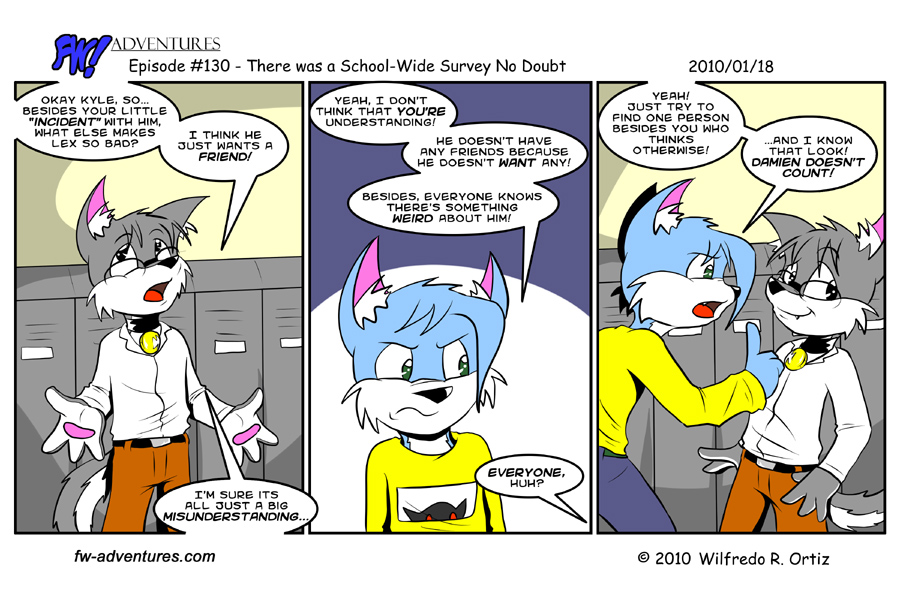 FW! ADVENTURES
Episode #130 - There was a School-Wide Survey No Doubt
2010/01/18
OKAY KYLE, SO...
BESIDES YOUR LITTLE
"INCIDENT" WITH HIM,
WHAT ELSE MAKES
LEX SO BAD?
I THINK HE
JUST WANTS A
FRIEND!
I'M SURE ITS
ALL JUST A BIG
MISUNDERSTANDING...
YEAH, I DON'T
THINK THAT YOU'RE
UNDERSTANDING!
HE DOESN'T HAVE
ANY FRIENDS BECAUSE
HE DOESN'T WANT ANY!
BESIDES, EVERYONE KNOWS
THERE'S SOMETHING
WEIRD ABOUT HIM!
EVERYONE,
HUH?
YEAH!
JUST TRY TO
FIND ONE PERSON
BESIDES YOU WHO
THINKS
OTHERWISE!
...AND I KNOW
THAT LOOK!
DAMIEN DOESN'T
COUNT!
fw-adventures.com
© 2010 Wilfredo R. Ortiz